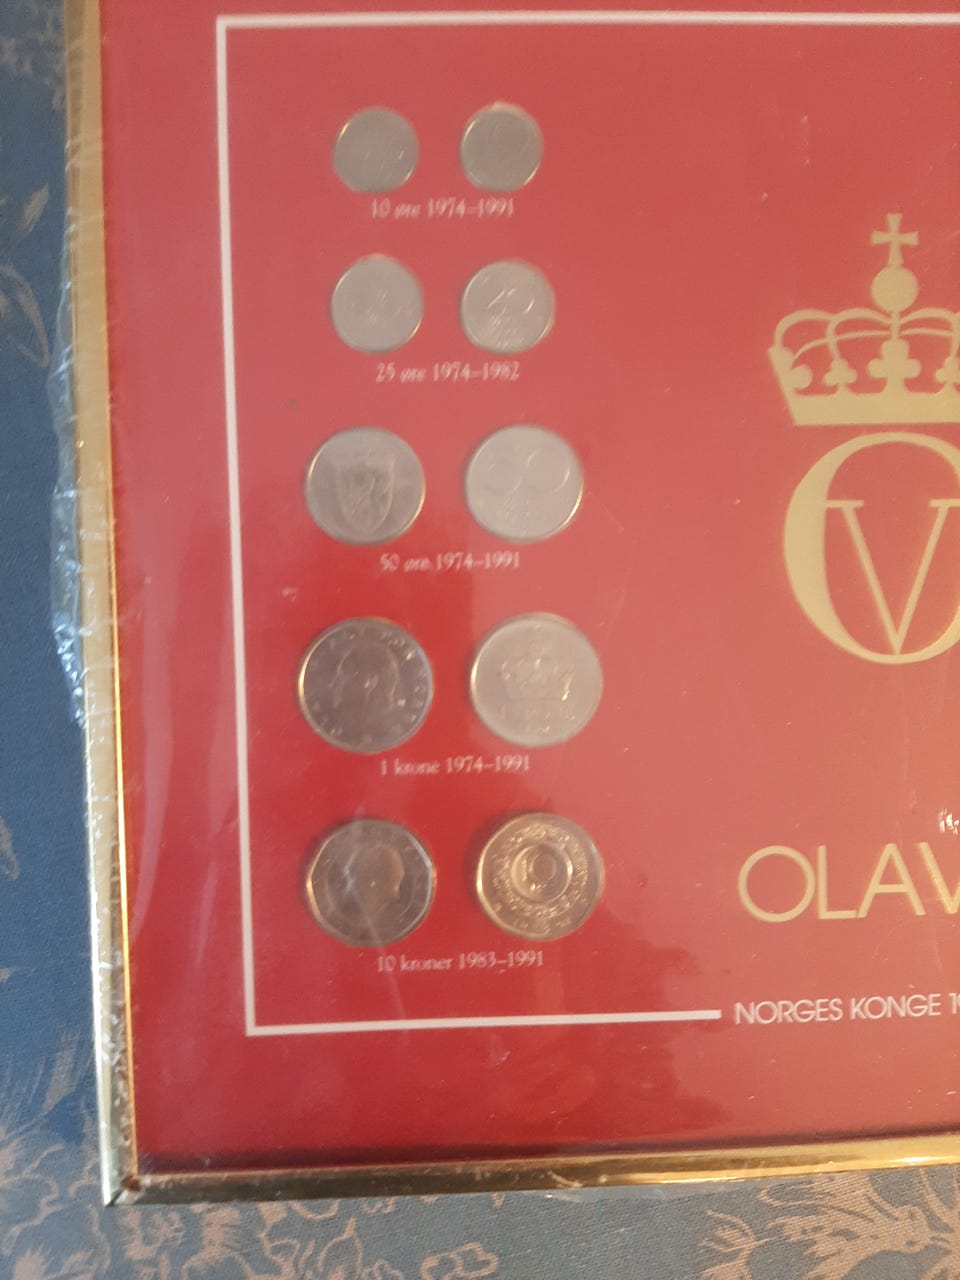 10 øre 1974–1991
25 øre 1974–1982
50 øre 1974–1991
1 krone 1974–1991
10 kroner 1983–1991
OV
OLAV
NORGES KONGE 19